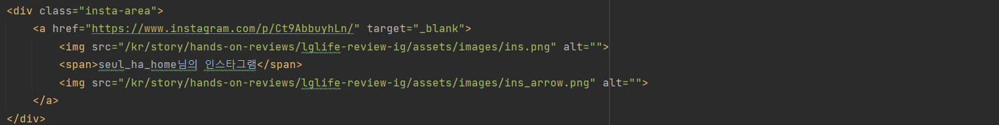 <div class="insta-area">
<a href="https://www.instagram.com/p/Ct9AbbuyhLn/" target="_blank">
<img src="/kr/story/hands-on-reviews/lglife-review-ig/assets/images/ins.png" alt="">
<span>seul_ha_home님의 인스타그램</span>
<img src="/kr/story/hands-on-reviews/lglife-review-ig/assets/images/ins_arrow.png" alt="">
</a>
</div>